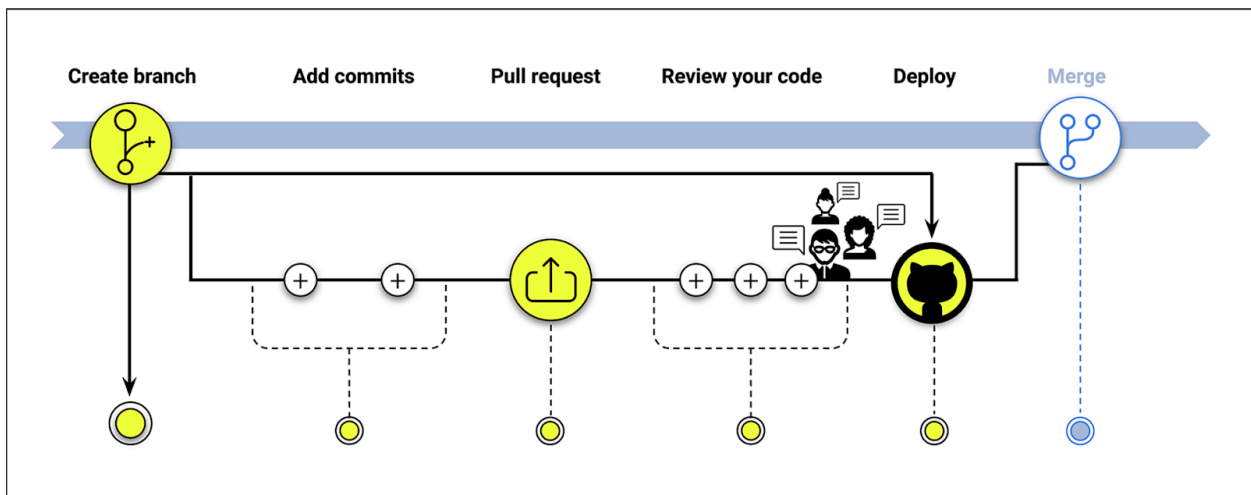 Create branch
Add commits
Pull request
Review your code
Deploy
Merge